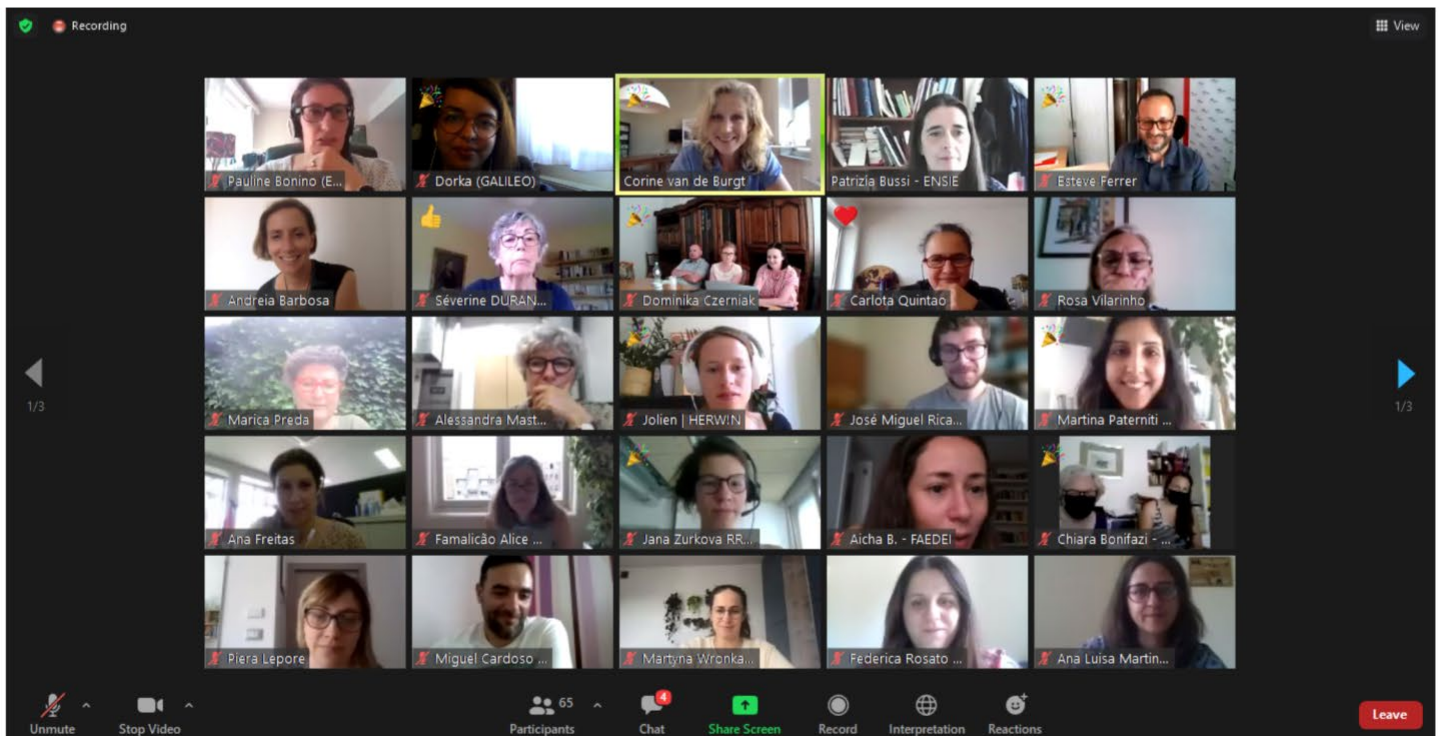 Recording
View
Pauline Bonino (E...
Dorka (GALILEO)
Corine van de Burgt
Patrizia Bussi - ENSIE
Esteve Ferrer
Andreia Barbosa
Séverine DURAN...
Dominika Czerniak
Carlota Quintao
Rosa Vilarinho
Marica Preda
Alessandra Mast...
Jolien | HERW!N
José Miguel Rica...
Martina Paterniti ...
Ana Freitas
Famalicão Alice ...
Jana Zurkova RR...
Aicha B. - FAEDEI
Chiara Bonifazi - ...
Piera Lepore
Miguel Cardoso ...
Martyna Wronka...
Federica Rosato ...
Ana Luisa Martin...
1/3
1/3
65
4
Unmute
Stop Video
Participants
Chat
Share Screen
Record
Interpretation
Reactions
Leave